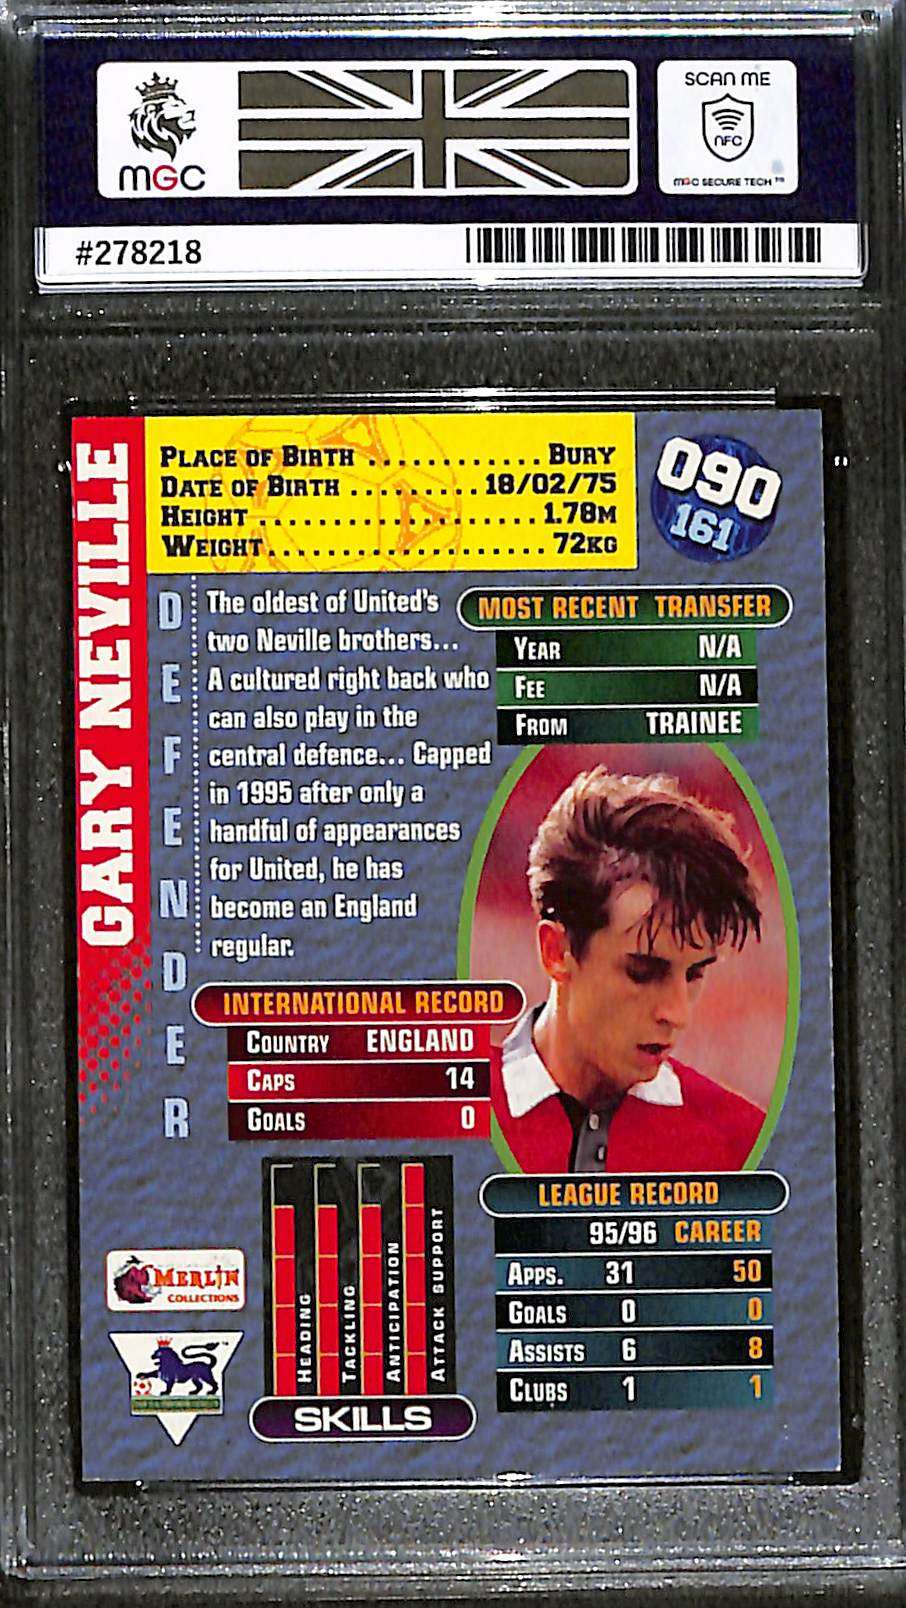 MGC
SCAN ME
NFC
MGC SECURE TECH™
#278218
GARY NEVILLE
PLACE OF BIRTH ............ BURY
DATE OF BIRTH ......... 18/02/75
HEIGHT ................... 1.78M
WEIGHT.................... 72KG
090
161
DEFENDER
The oldest of United's
two Neville brothers...
A cultured right back who
can also play in the
central defence... Capped
in 1995 after only a
handful of appearances
for United, he has
become an England
regular.
MOST RECENT TRANSFER
YEAR N/A
FEE N/A
FROM TRAINEE
INTERNATIONAL RECORD
COUNTRY ENGLAND
CAPS 14
GOALS 0
HEADING
TACKLING
ANTICIPATION
ATTACK SUPPORT
SKILLS
LEAGUE RECORD
95/96 CAREER
APPS. 31 50
GOALS 0 0
ASSISTS 6 8
CLUBS 1 1
MERLIN
COLLECTIONS